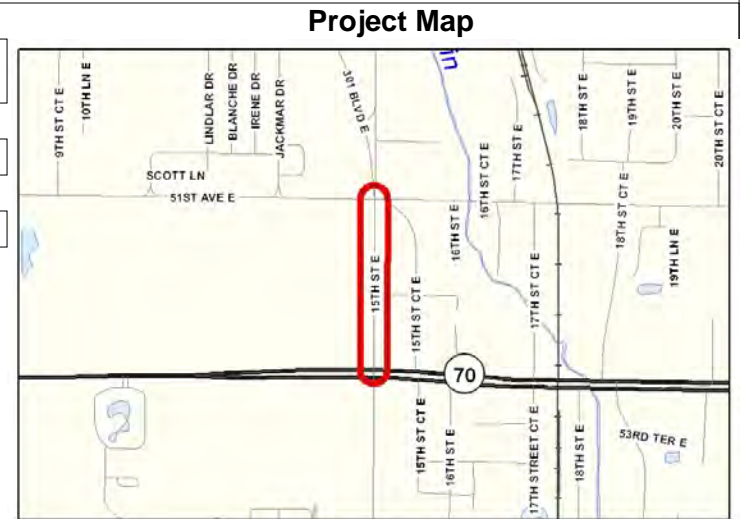 Project Map
in
9TH ST CT E
10TH LN E
LINDLAR DR
BLANCHE DR
IRENE DR
JACKMAR DR
301 BLVD E
16TH ST CT E
17TH ST E
18TH ST E
19TH ST E
20TH ST E
20TH ST CT E
SCOTT LN
51ST AVE E
16TH ST E
18TH ST CT E
19TH LN E
15TH ST E
15TH ST CT E
17TH ST CT E
70
15TH ST CT E
16TH ST E
17TH STREET CT E
18TH ST E
53RD TER E